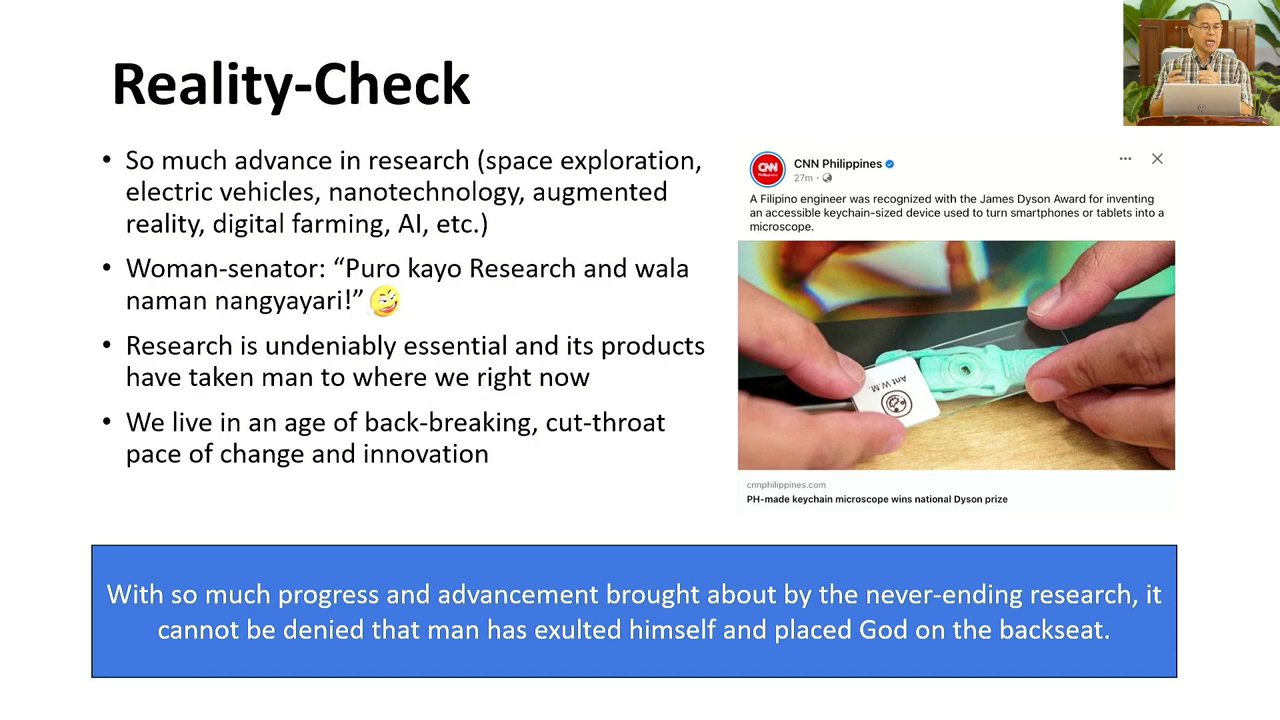 Reality-Check
• So much advance in research (space exploration,
electric vehicles, nanotechnology, augmented
reality, digital farming, AI, etc.)
• Woman-senator: “Puro kayo Research and wala
naman nangyayari!”
• Research is undeniably essential and its products
have taken man to where we right now
• We live in an age of back-breaking, cut-throat
pace of change and innovation
CNN
Philippines
CNN Philippines
27m ·
A Filipino engineer was recognized with the James Dyson Award for inventing
an accessible keychain-sized device used to turn smartphones or tablets into a
microscope.
Ant W.M.
cnnphilippines.com
PH-made keychain microscope wins national Dyson prize
With so much progress and advancement brought about by the never-ending research, it
cannot be denied that man has exulted himself and placed God on the backseat.